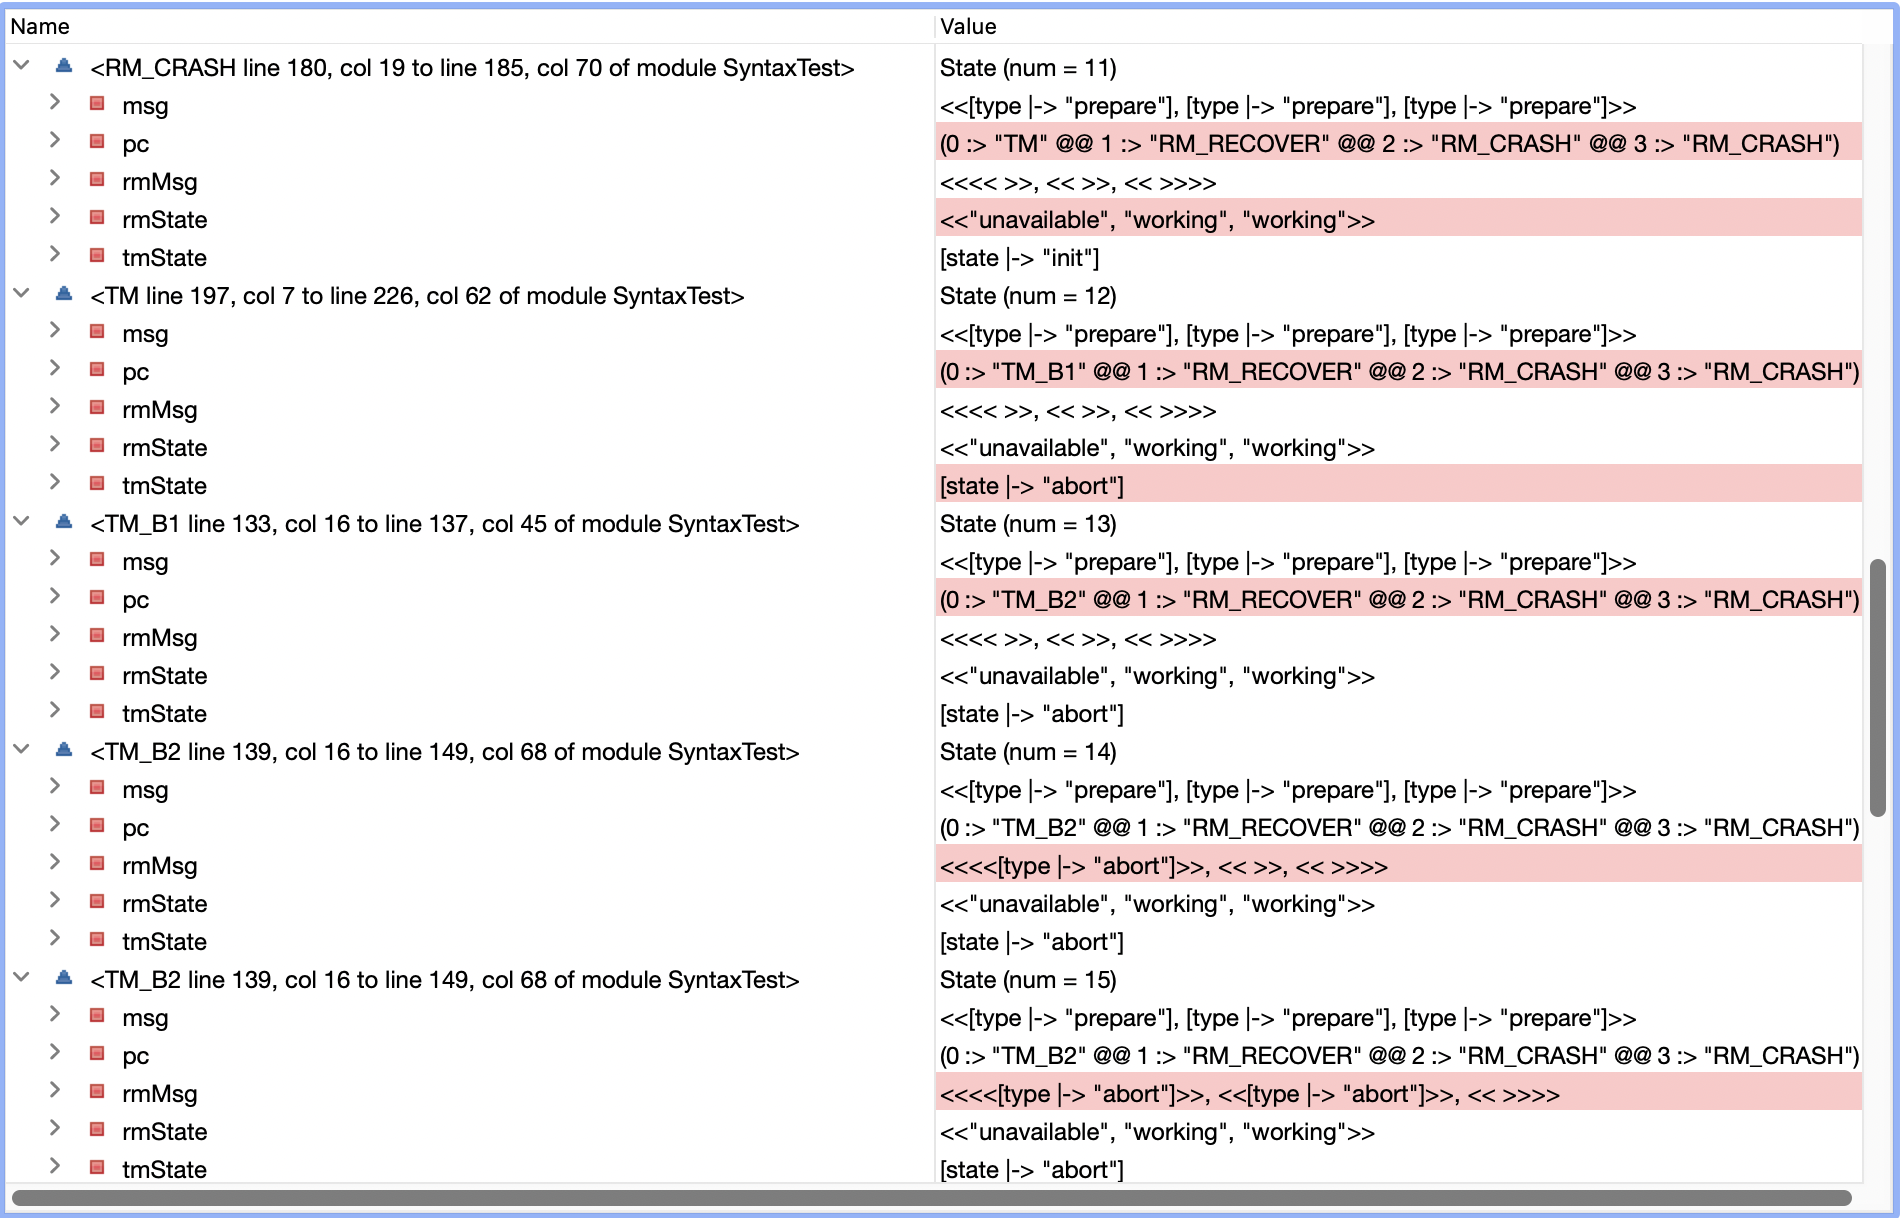 Name Value
<RM_CRASH line 180, col 19 to line 185, col 70 of module SyntaxTest> State (num = 11)
msg <<[type |-> "prepare"], [type |-> "prepare"], [type |-> "prepare"]>>
pc (0 :> "TM" @@ 1 :> "RM_RECOVER" @@ 2 :> "RM_CRASH" @@ 3 :> "RM_CRASH")
rmMsg <<<< >>, << >>, << >>>>
rmState <<"unavailable", "working", "working">>
tmState [state |-> "init"]
<TM line 197, col 7 to line 226, col 62 of module SyntaxTest> State (num = 12)
msg <<[type |-> "prepare"], [type |-> "prepare"], [type |-> "prepare"]>>
pc (0 :> "TM_B1" @@ 1 :> "RM_RECOVER" @@ 2 :> "RM_CRASH" @@ 3 :> "RM_CRASH")
rmMsg <<<< >>, << >>, << >>>>
rmState <<"unavailable", "working", "working">>
tmState [state |-> "abort"]
<TM_B1 line 133, col 16 to line 137, col 45 of module SyntaxTest> State (num = 13)
msg <<[type |-> "prepare"], [type |-> "prepare"], [type |-> "prepare"]>>
pc (0 :> "TM_B2" @@ 1 :> "RM_RECOVER" @@ 2 :> "RM_CRASH" @@ 3 :> "RM_CRASH")
rmMsg <<<< >>, << >>, << >>>>
rmState <<"unavailable", "working", "working">>
tmState [state |-> "abort"]
<TM_B2 line 139, col 16 to line 149, col 68 of module SyntaxTest> State (num = 14)
msg <<[type |-> "prepare"], [type |-> "prepare"], [type |-> "prepare"]>>
pc (0 :> "TM_B2" @@ 1 :> "RM_RECOVER" @@ 2 :> "RM_CRASH" @@ 3 :> "RM_CRASH")
rmMsg <<<<[type |-> "abort"]>>, << >>, << >>>>
rmState <<"unavailable", "working", "working">>
tmState [state |-> "abort"]
<TM_B2 line 139, col 16 to line 149, col 68 of module SyntaxTest> State (num = 15)
msg <<[type |-> "prepare"], [type |-> "prepare"], [type |-> "prepare"]>>
pc (0 :> "TM_B2" @@ 1 :> "RM_RECOVER" @@ 2 :> "RM_CRASH" @@ 3 :> "RM_CRASH")
rmMsg <<<<[type |-> "abort"]>>, <<[type |-> "abort"]>>, << >>>>
rmState <<"unavailable", "working", "working">>
tmState [state |-> "abort"]